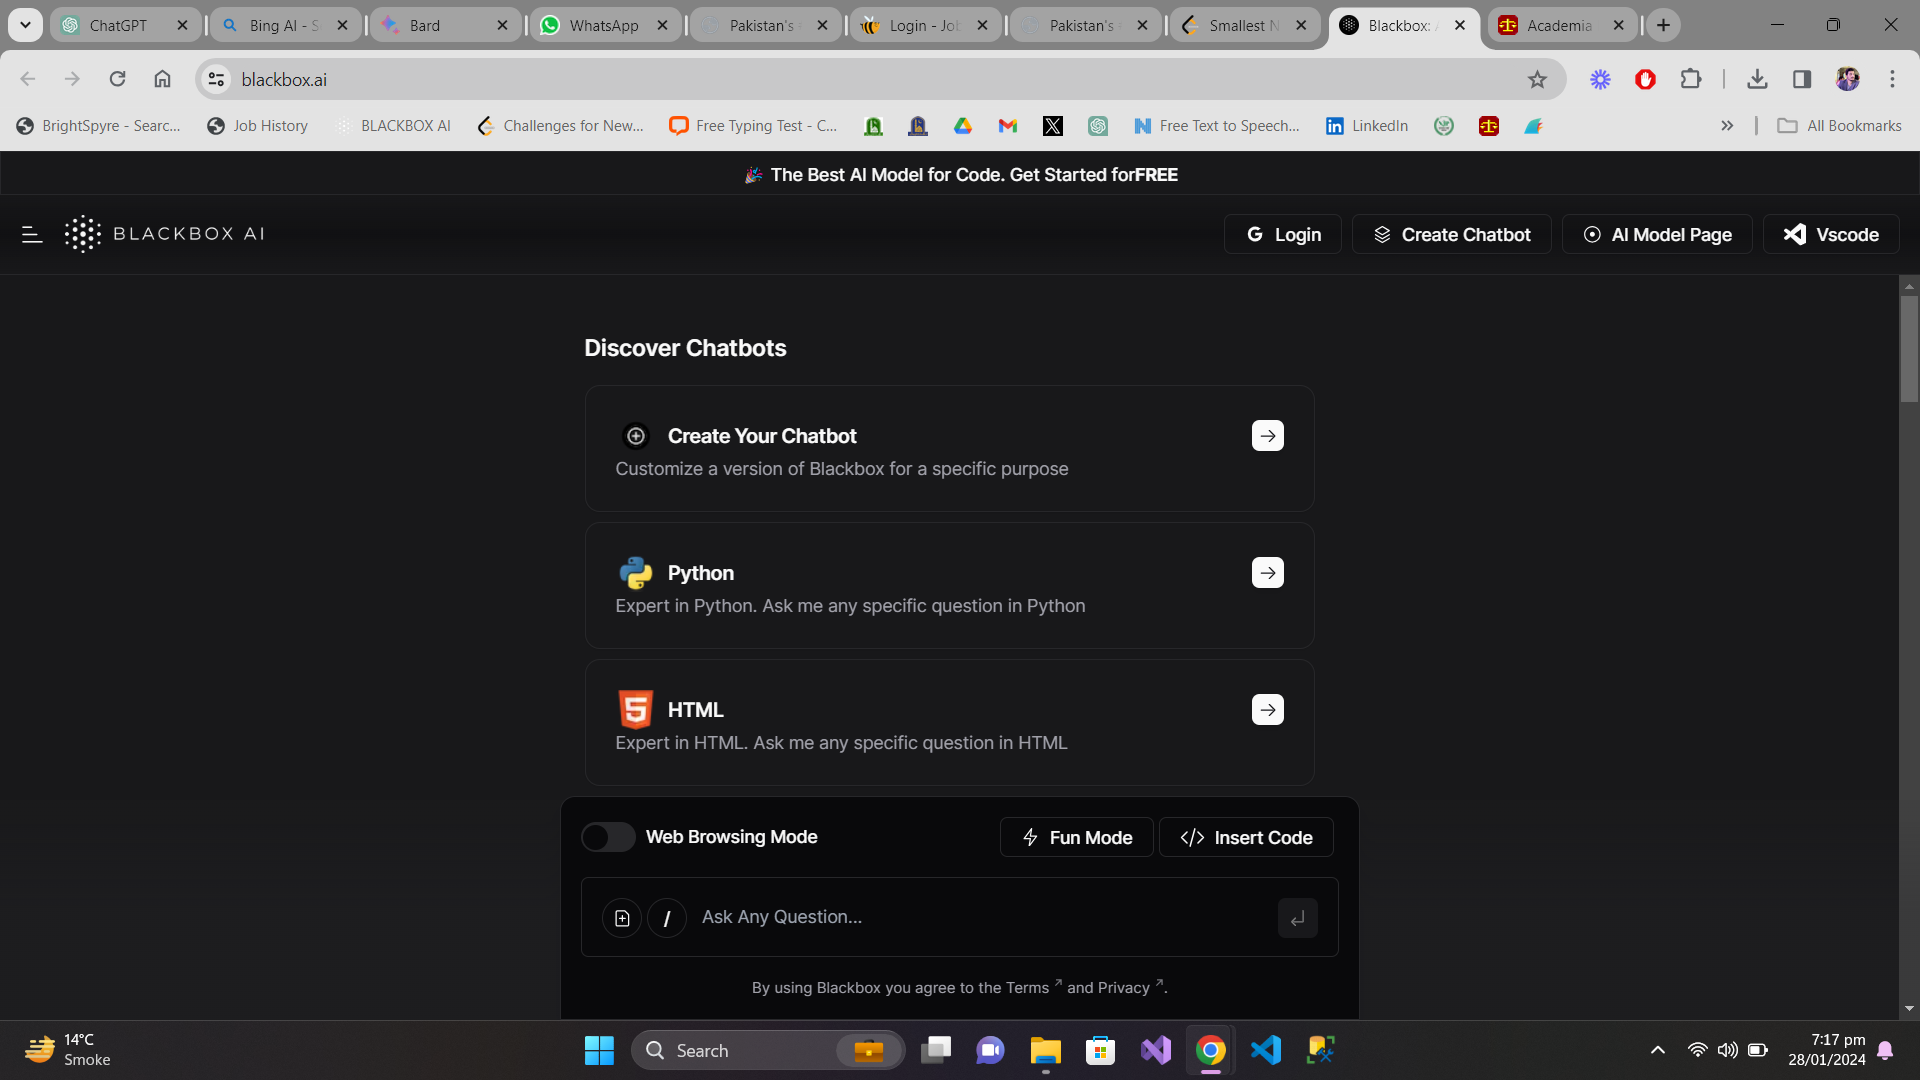 ChatGPT
Bing AI - S
Bard
WhatsApp
Pakistan's
Login - Job
Pakistan's
Smallest N
Blackbox: A
Academia
blackbox.ai
BrightSpyre - Searc...
Job History
BLACKBOX AI
Challenges for New...
Free Typing Test - C...
Free Text to Speech...
LinkedIn
All Bookmarks
The Best AI Model for Code. Get Started forFREE
BLACKBOX AI
Login
Create Chatbot
AI Model Page
Vscode
Discover Chatbots
Create Your Chatbot
Customize a version of Blackbox for a specific purpose
Python
Expert in Python. Ask me any specific question in Python
HTML
Expert in HTML. Ask me any specific question in HTML
Web Browsing Mode
Fun Mode
Insert Code
Ask Any Question...
By using Blackbox you agree to the Terms and Privacy .
14°C
Smoke
Search
7:17 pm
28/01/2024